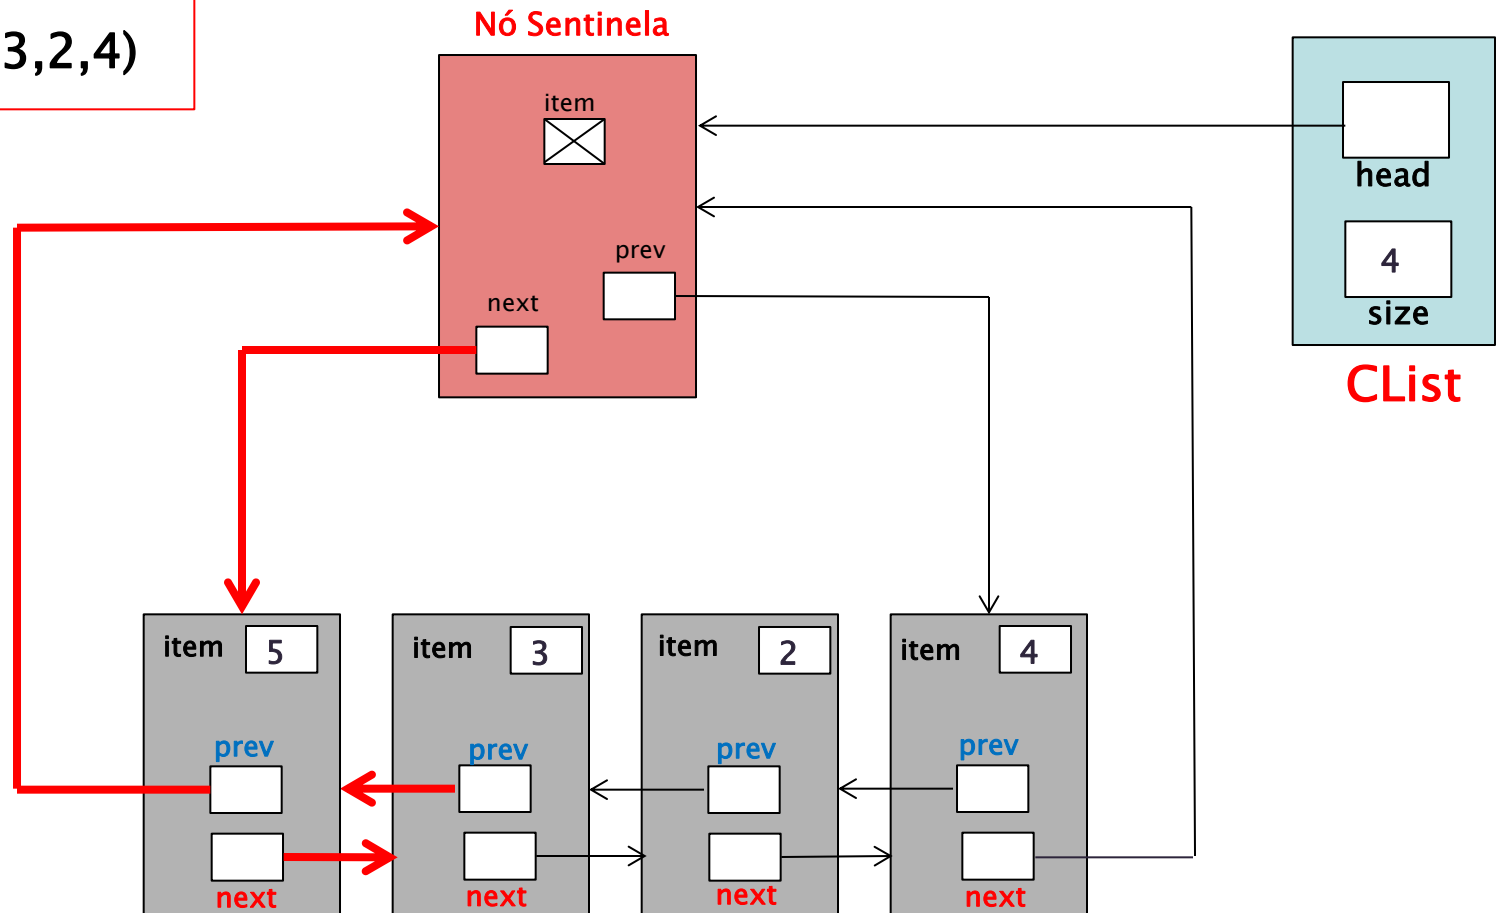 3,2,4)
Nó Sentinela
item
prev
next
head
4
size
CList
item 5
prev
next
item 3
prev
next
item 2
prev
next
item 4
prev
next